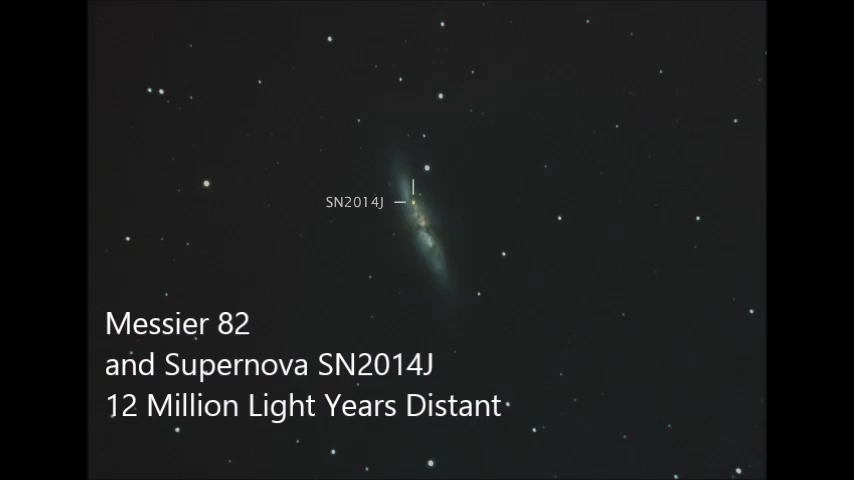 SN2014J
Messier 82
and Supernova SN2014J
12 Million Light Years Distant